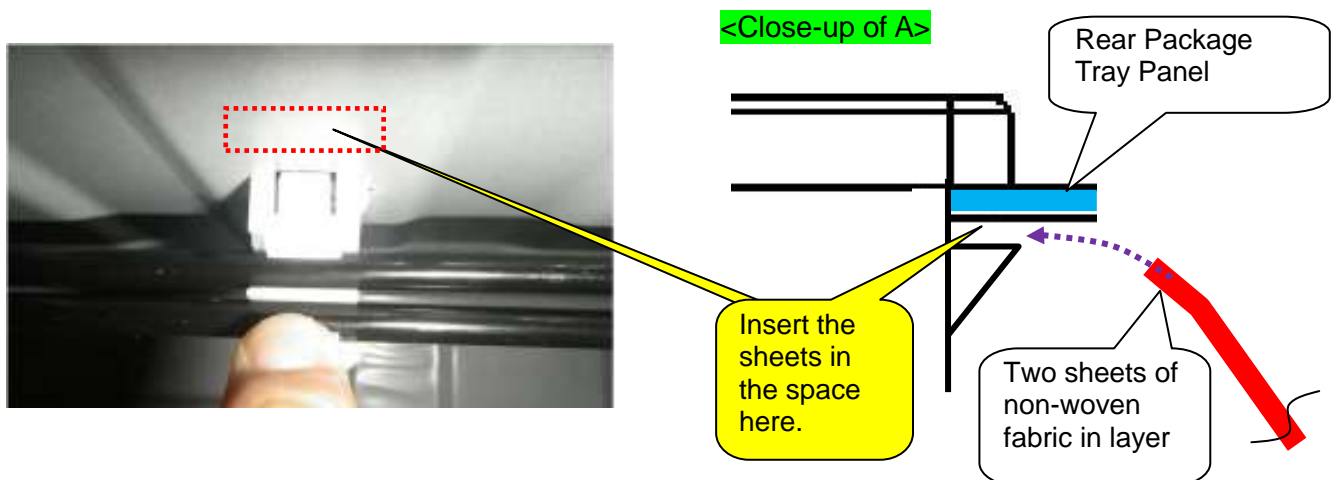 <Close-up of A>
Rear Package
Tray Panel
Insert the
sheets in
the space
here.
Two sheets of
non-woven
fabric in layer